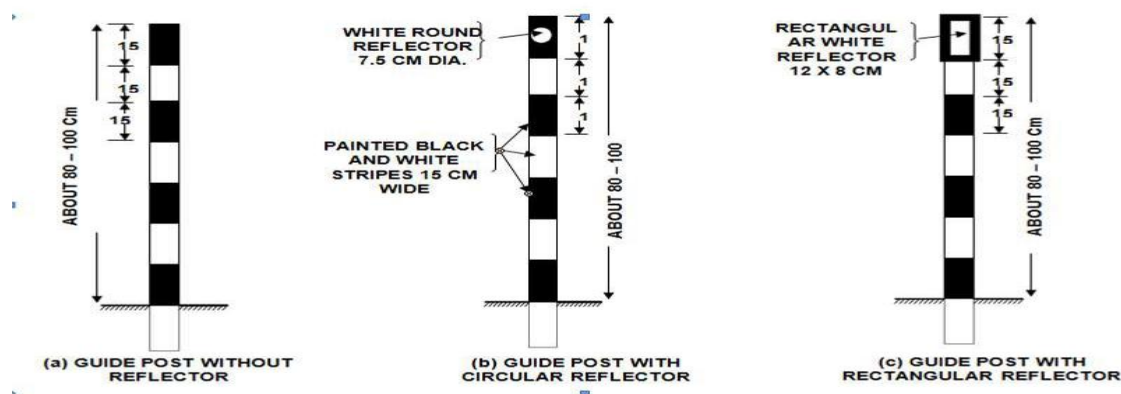 15
15
15
ABOUT 80 – 100 Cm
(a) GUIDE POST WITHOUT
REFLECTOR
WHITE ROUND
REFLECTOR
7.5 CM DIA.
PAINTED BLACK
AND WHITE
STRIPES 15 CM
WIDE
1
1
1
ABOUT 80 – 100
(b) GUIDE POST WITH
CIRCULAR REFLECTOR
RECTANGUL
AR WHITE
REFLECTOR
12 X 8 CM
15
15
15
ABOUT 80 – 100 Cm
(c) GUIDE POST WITH
RECTANGULAR REFLECTOR